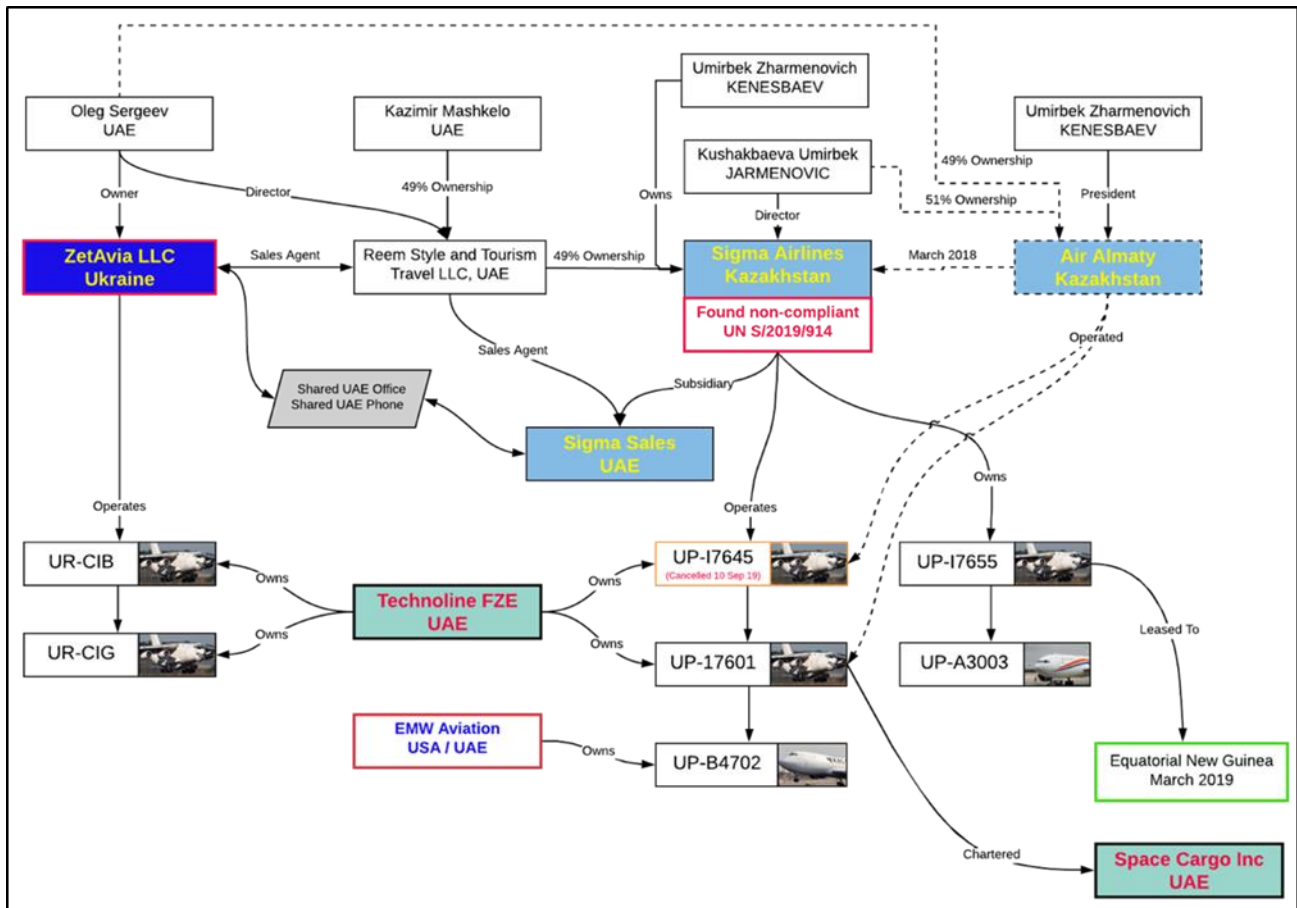 Umirbek Zharmenovich
KENESBAEV
Oleg Sergeev
UAE
Kazimir Mashkelo
UAE
Umirbek Zharmenovich
KENESBAEV
Kushakbaeva Umirbek
JARMENOVIC
49% Ownership
Owner
Director
49% Ownership
Owns
Director
51% Ownership
President
ZetAvia LLC
Ukraine
Sales Agent
Reem Style and Tourism
Travel LLC, UAE
49% Ownership
Sigma Airlines
Kazakhstan
March 2018
Air Almaty
Kazakhstan
Found non-compliant
UN S/2019/914
Operated
Sales Agent
Shared UAE Office
Shared UAE Phone
Subsidiary
Sigma Sales
UAE
Operates
Operates
Owns
UR-CIB
UP-I7645
(Cancelled 10 Sep 19)
UP-I7655
Owns
Owns
Technoline FZE
UAE
Owns
Owns
Leased To
UR-CIG
UP-17601
UP-A3003
EMW Aviation
USA / UAE
Owns
UP-B4702
Equatorial New Guinea
March 2019
Chartered
Space Cargo Inc
UAE